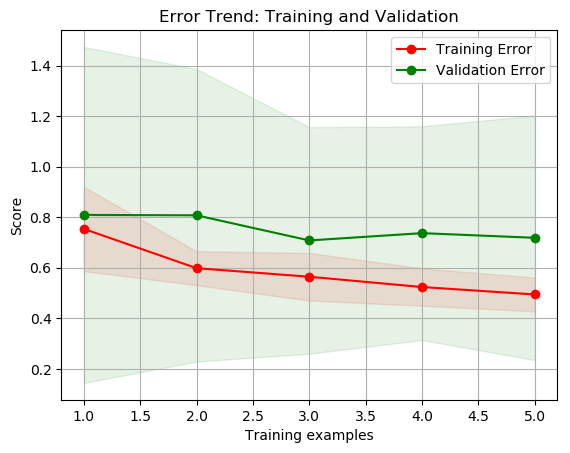 Error Trend: Training and Validation
Training Error
Validation Error
Score
1.4
1.2
1.0
0.8
0.6
0.4
0.2
1.0 1.5 2.0 2.5 3.0 3.5 4.0 4.5 5.0
Training examples